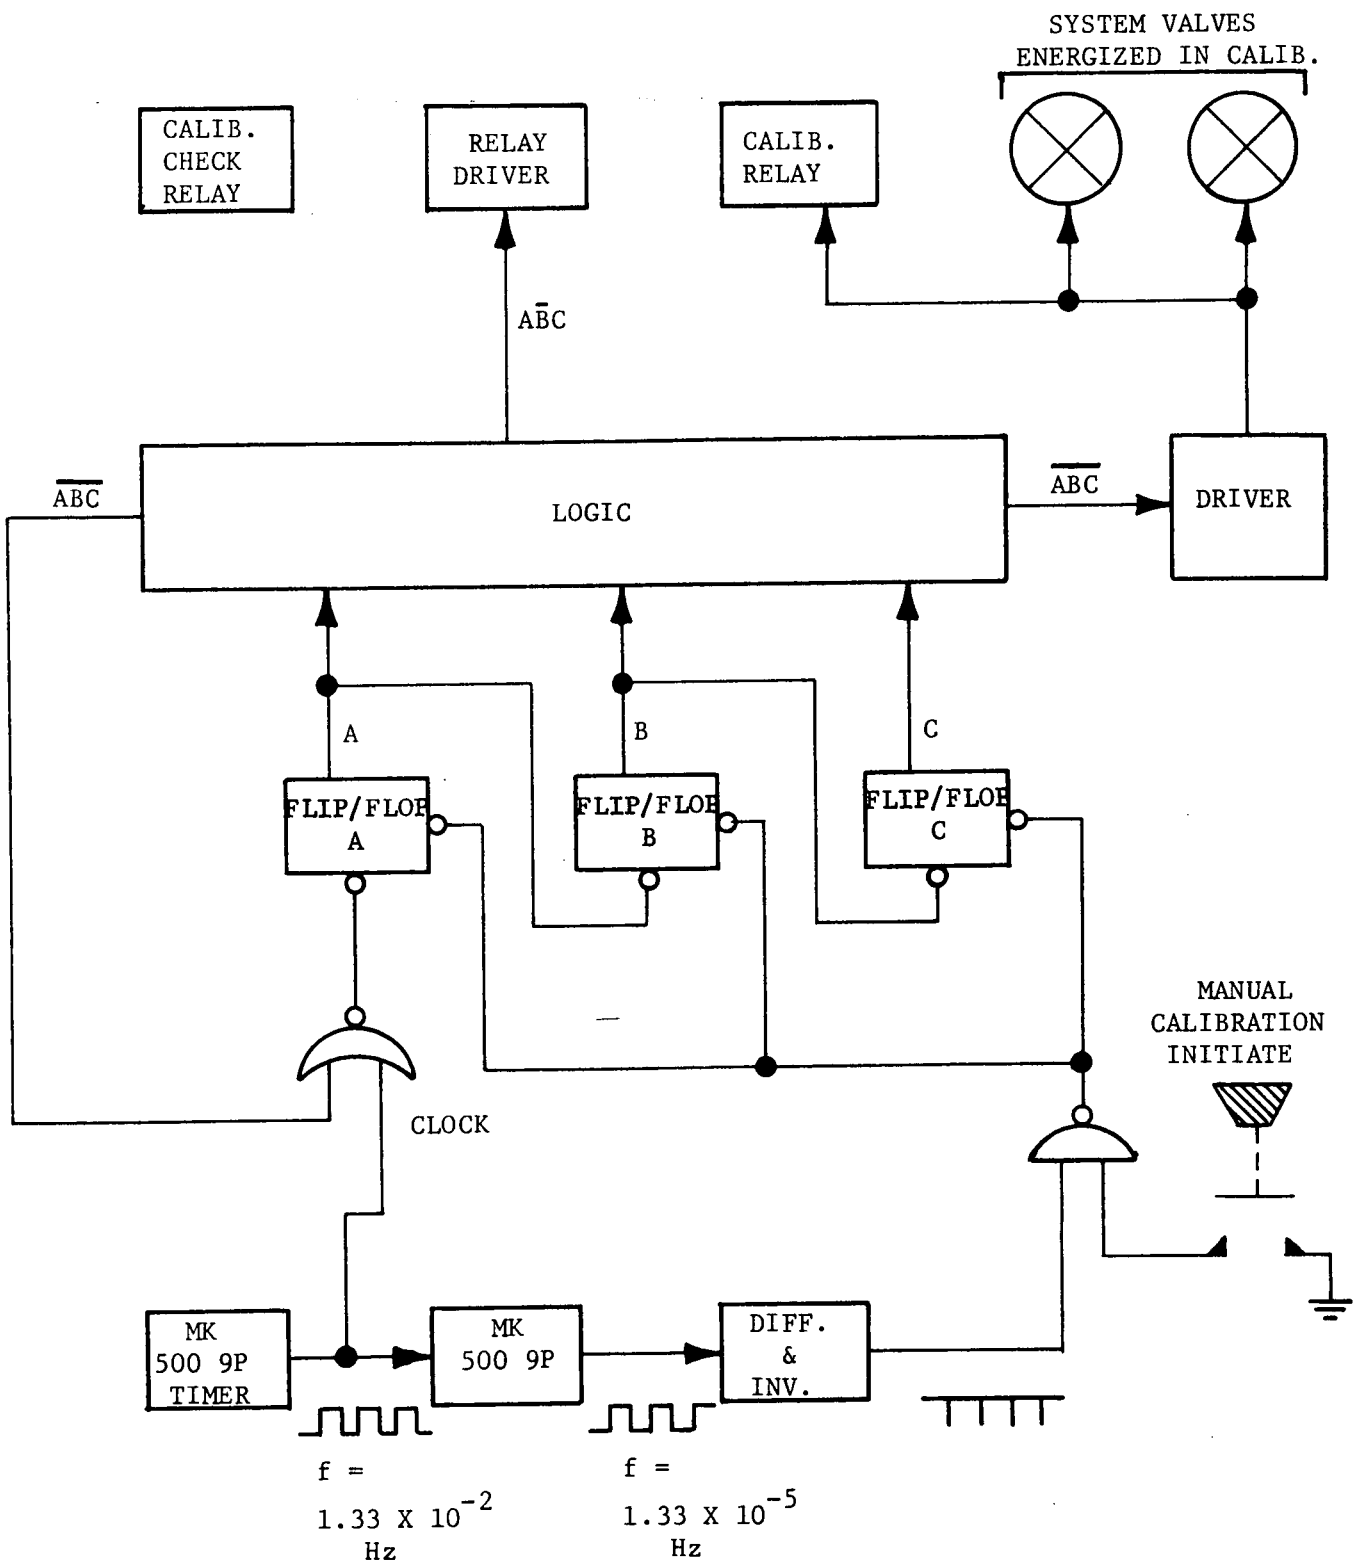 SYSTEM VALVES
ENERGIZED IN CALIB.
CALIB.
CHECK
RELAY
RELAY
DRIVER
CALIB.
RELAY
AB̅C
A̅B̅C̅
LOGIC
A̅B̅C̅
DRIVER
A
B
C
FLIP/FLOP
A
FLIP/FLOP
B
FLIP/FLOP
C
MANUAL
CALIBRATION
INITIATE
CLOCK
MK
500 9P
TIMER
MK
500 9P
DIFF.
&
INV.
f =
1.33 X 10⁻²
Hz
f =
1.33 X 10⁻⁵
Hz